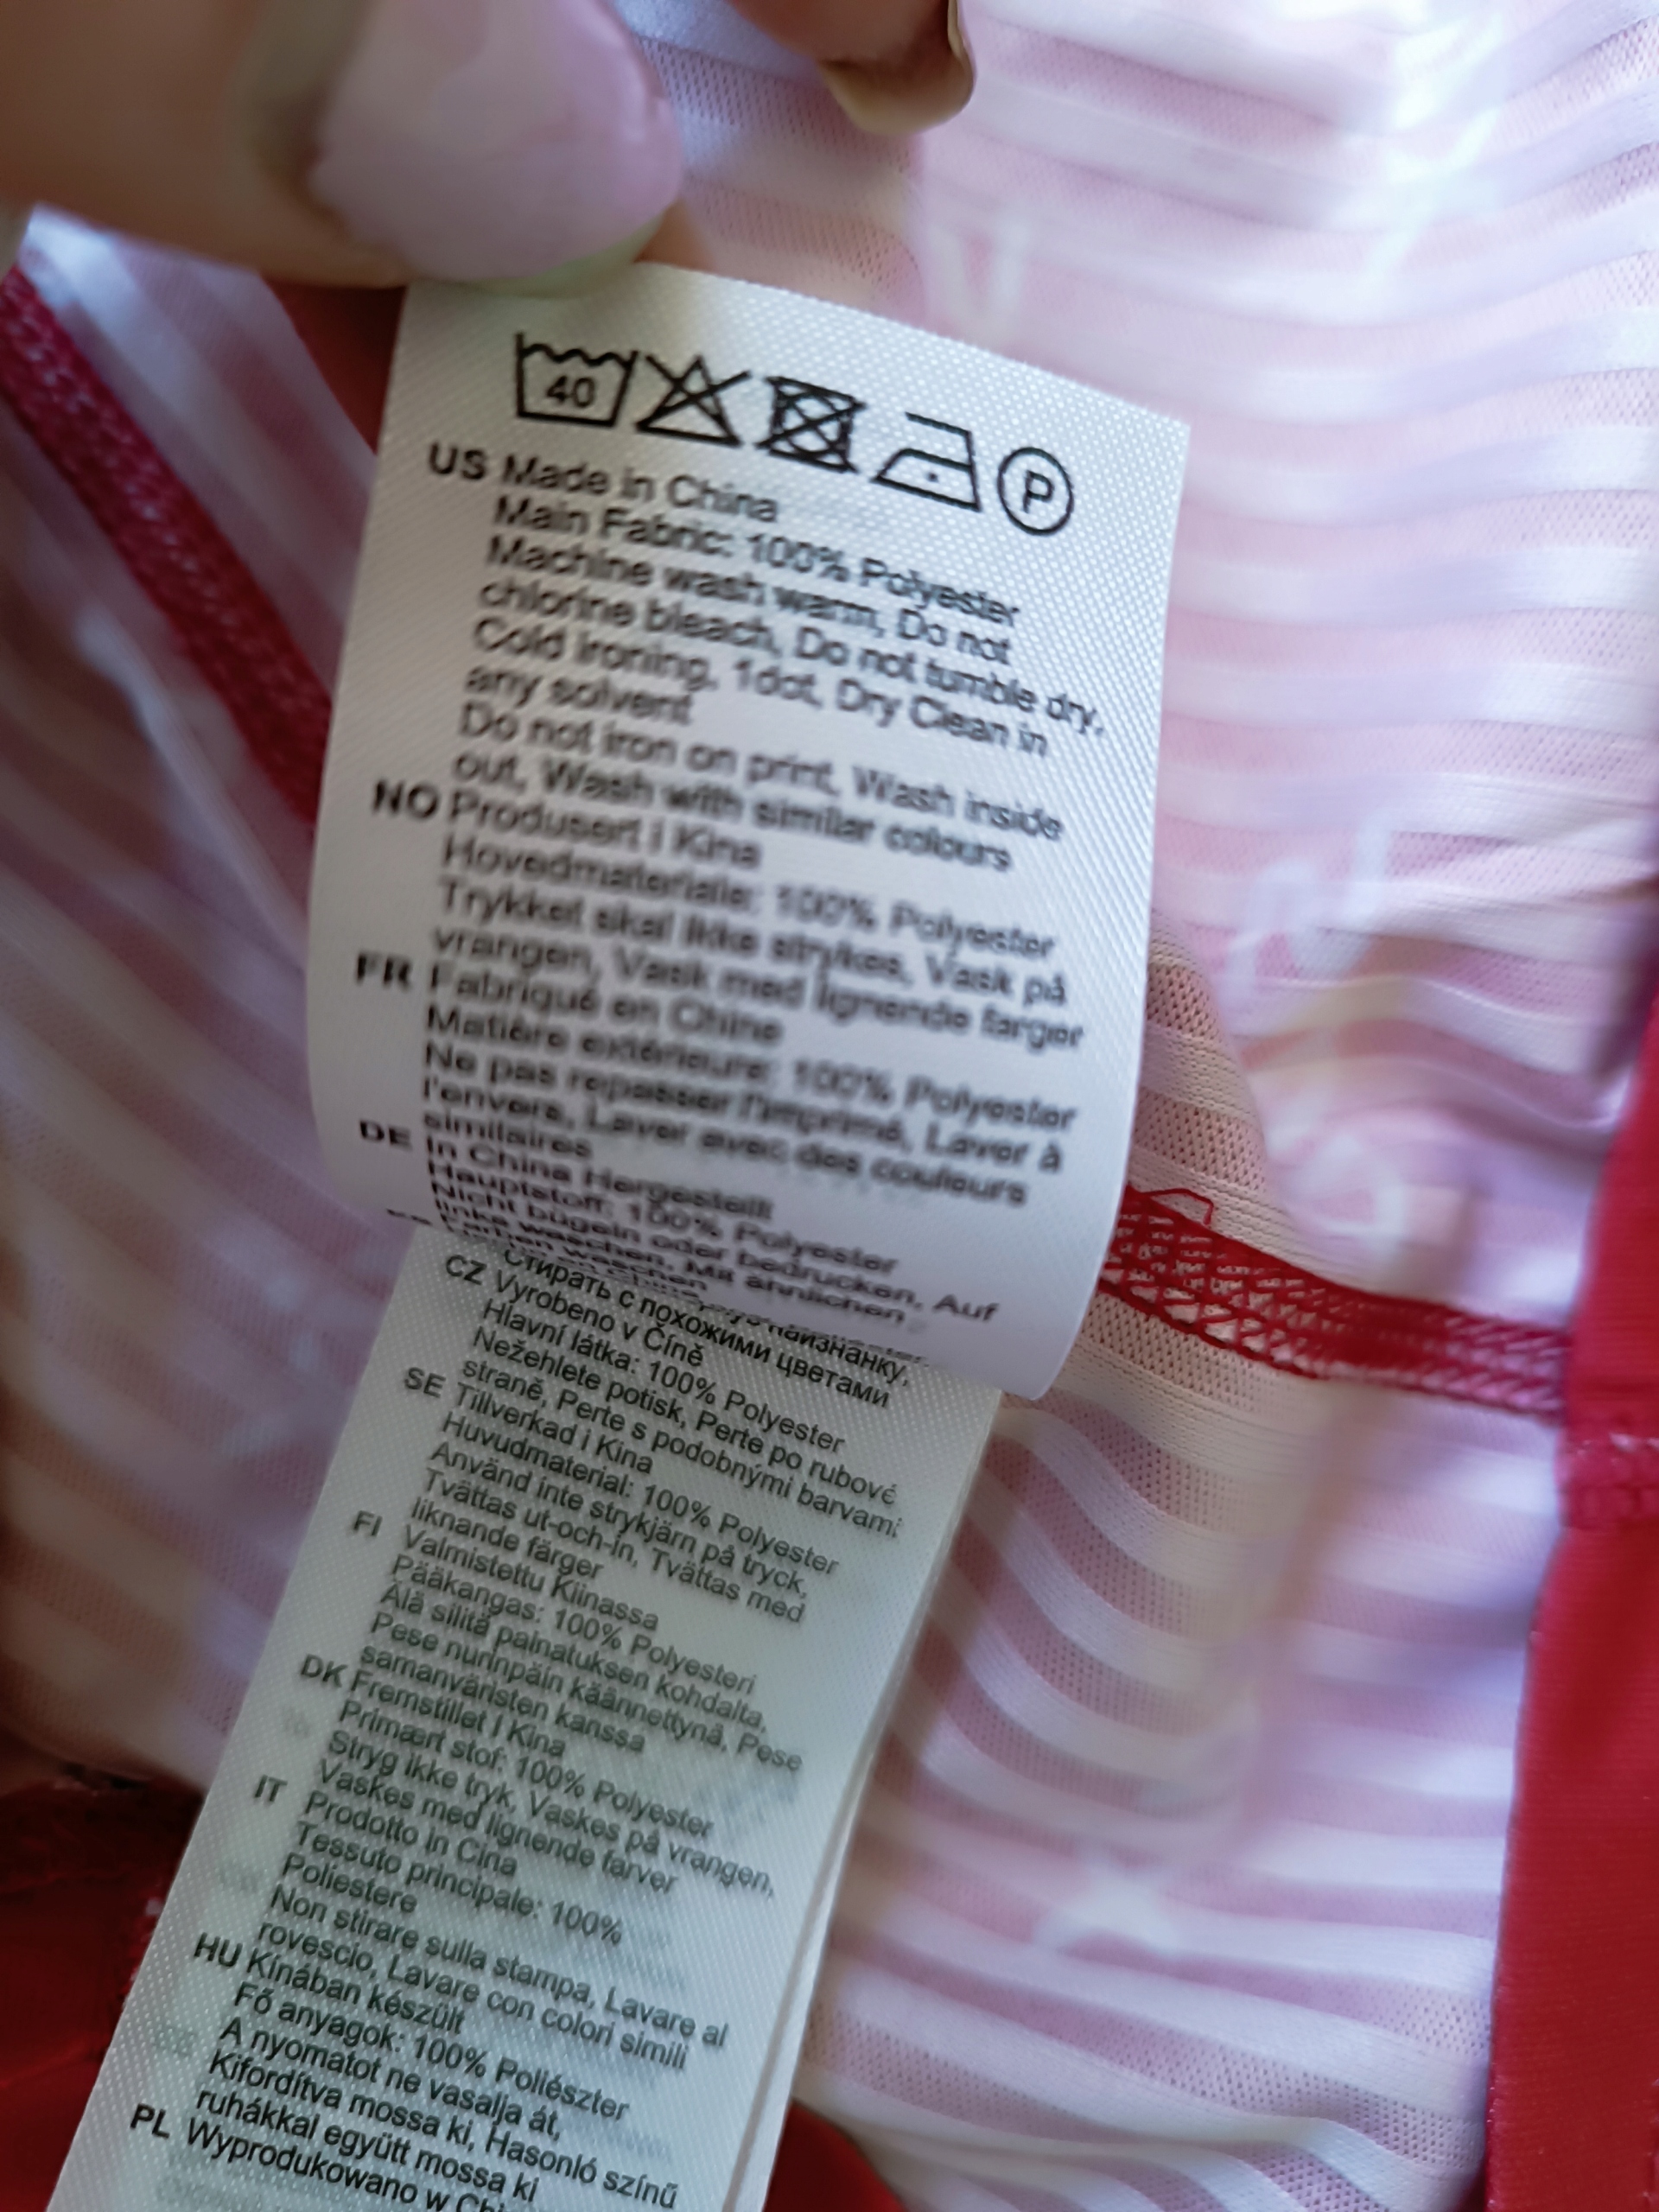 40
P
US Made in China
Main Fabric: 100% Polyester
Machine wash warm, Do not
chlorine bleach, Do not tumble dry,
Cold ironing, 1dot, Dry Clean in
any solvent
Do not iron on print, Wash inside
out, Wash with similar colours
NO Produsert i Kina
Hovedmateriale: 100% Polyester
Trykket skal ikke strykes, Vask på
vrangen, Vask med lignende farger
FR Fabriqué en Chine
Matière extérieure: 100% Polyester
Ne pas repasser l'imprimé, Laver à
l'envers, Laver avec des couleurs
similaires
DE In China Hergestellt
Hauptstoff: 100% Polyester
Nicht bügeln oder bedrucken, Auf
links waschen, Mit ähnlichen
Farben waschen
наизнанку,
Стирать с похожими цветами
CZ Vyrobeno v Číně
Hlavní látka: 100% Polyester
Nežehlete potisk, Perte po rubové
straně, Perte s podobnými barvami
SE Tillverkad i Kina
Huvudmaterial: 100% Polyester
Använd inte strykjärn på tryck,
Tvättas ut-och-in, Tvättas med
liknande färger
FI Valmistettu Kiinassa
Pääkangas: 100% Polyesteri
Älä silitä painatuksen kohdalta,
Pese nurinpäin käännettynä, Pese
samanväristen kanssa
DK Fremstillet i Kina
Primært stof: 100% Polyester
Stryg ikke tryk, Vaskes på vrangen,
Vaskes med lignende farver
IT Prodotto in Cina
Tessuto principale: 100%
Poliestere
Non stirare sulla stampa, Lavare al
rovescio, Lavare con colori simili
HU Kínában készült
Fő anyagok: 100% Poliészter
A nyomatot ne vasalja át,
Kifordítva mossa ki, Hasonló színű
ruhákkal együtt mossa ki
PL Wyprodukowano w Chi